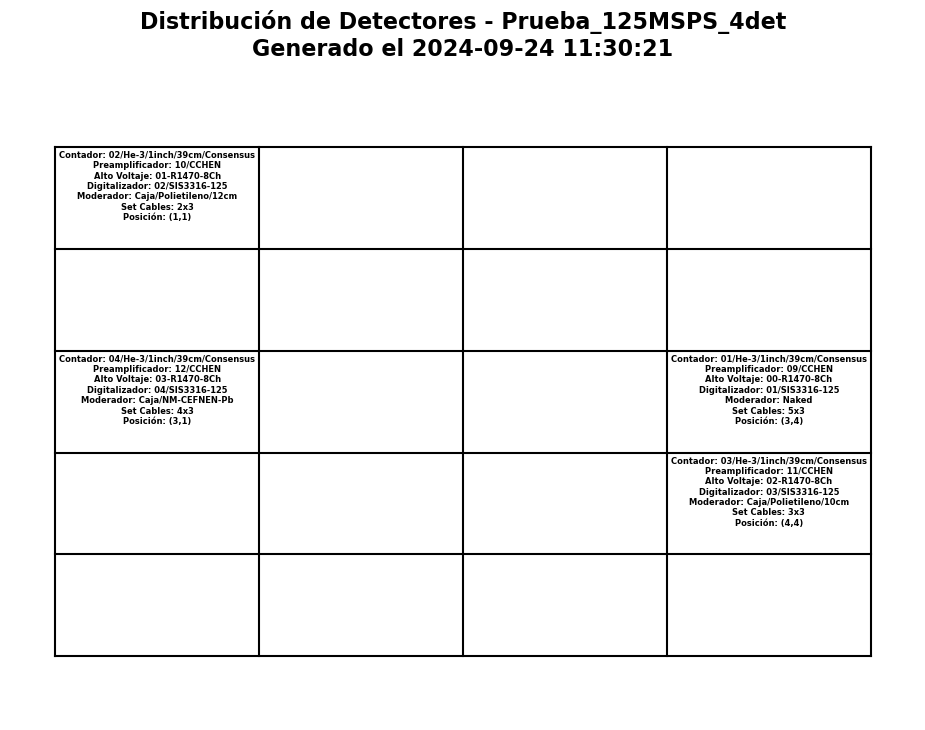 Distribución de Detectores - Prueba_125MSPS_4det
Generado el 2024-09-24 11:30:21
Contador: 02/He-3/1inch/39cm/Consensus
Preamplificador: 10/CCHEN
Alto Voltaje: 01-R1470-8Ch
Digitalizador: 02/SIS3316-125
Moderador: Caja/Polietileno/12cm
Set Cables: 2x3
Posición: (1,1)
Contador: 04/He-3/1inch/39cm/Consensus
Preamplificador: 12/CCHEN
Alto Voltaje: 03-R1470-8Ch
Digitalizador: 04/SIS3316-125
Moderador: Caja/NM-CEFNEN-Pb
Set Cables: 4x3
Posición: (3,1)
Contador: 01/He-3/1inch/39cm/Consensus
Preamplificador: 09/CCHEN
Alto Voltaje: 00-R1470-8Ch
Digitalizador: 01/SIS3316-125
Moderador: Naked
Set Cables: 5x3
Posición: (3,4)
Contador: 03/He-3/1inch/39cm/Consensus
Preamplificador: 11/CCHEN
Alto Voltaje: 02-R1470-8Ch
Digitalizador: 03/SIS3316-125
Moderador: Caja/Polietileno/10cm
Set Cables: 3x3
Posición: (4,4)